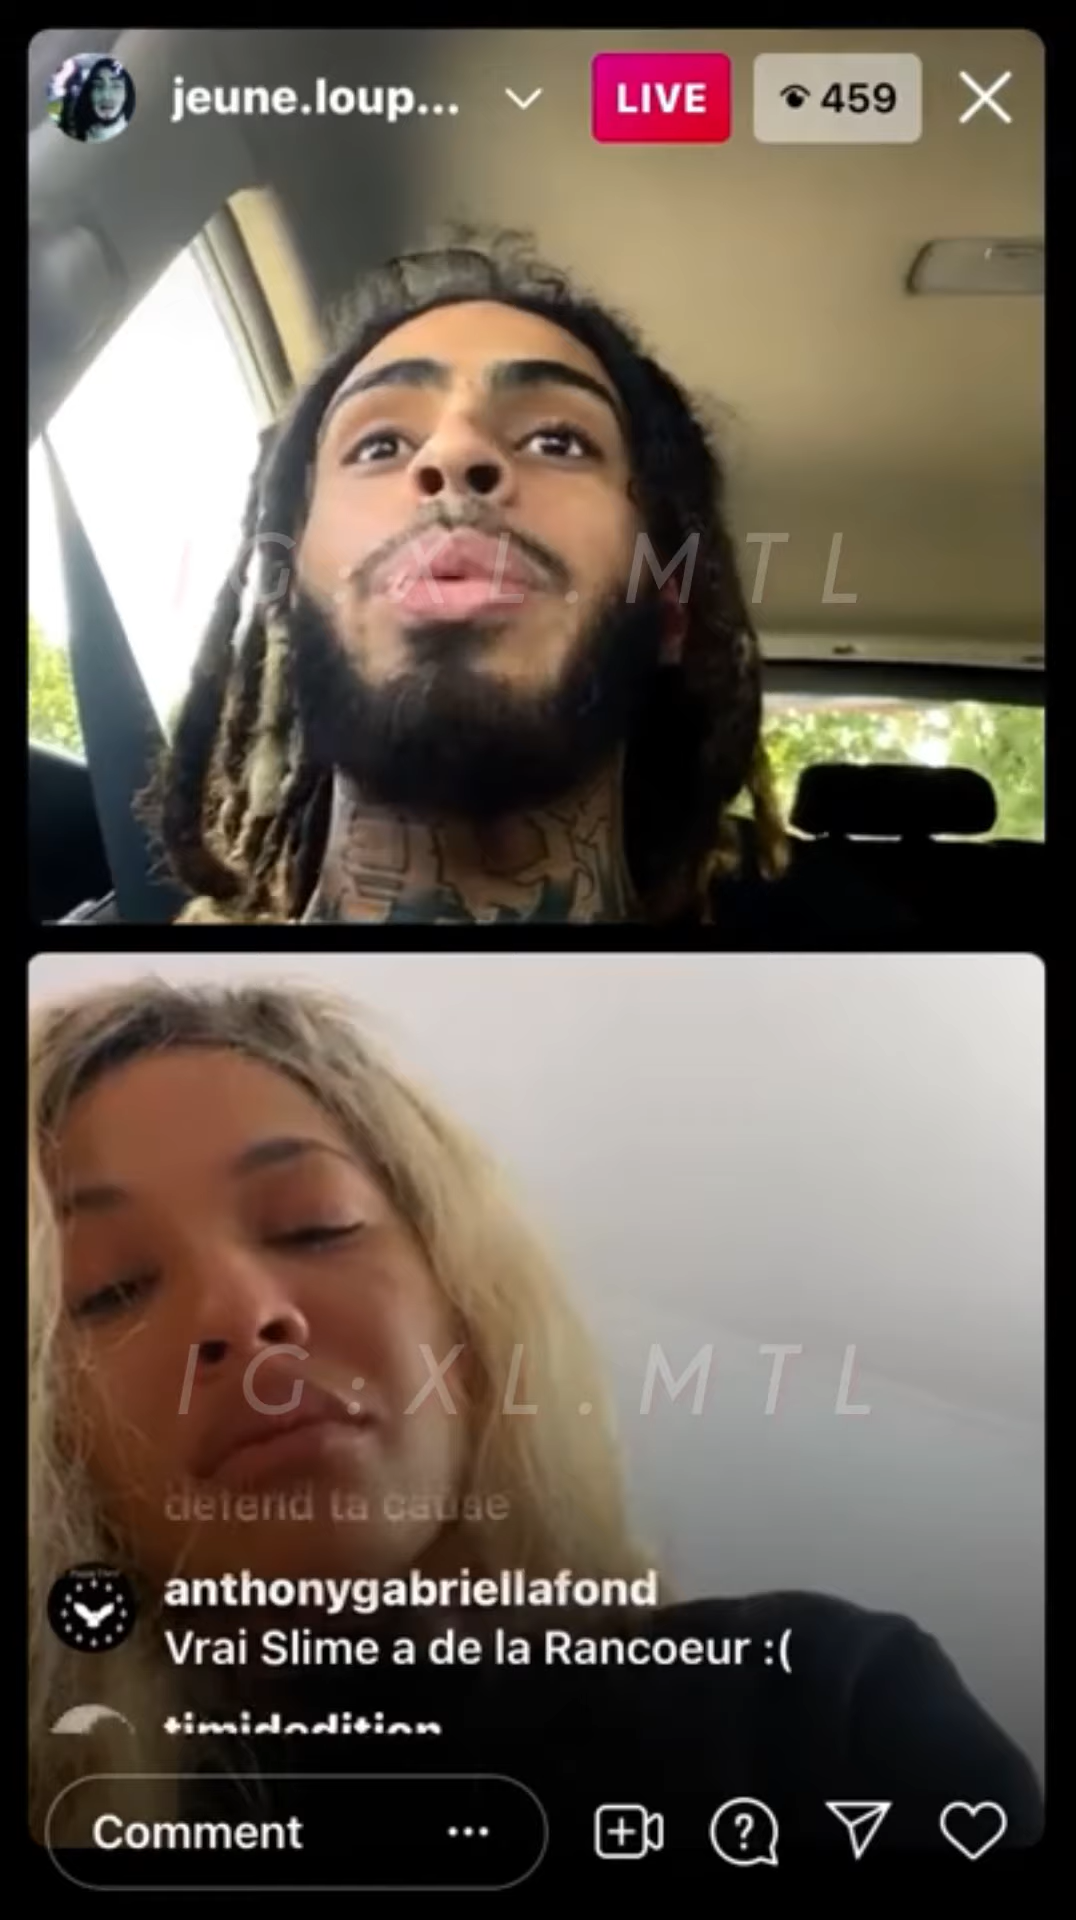 jeune.loup...
LIVE
459
IG:XL.MTL
IG:XL.MTL
defend ta cause
anthonygabriellafond
Vrai Slime a de la Rancoeur :(
timidedition
Comment